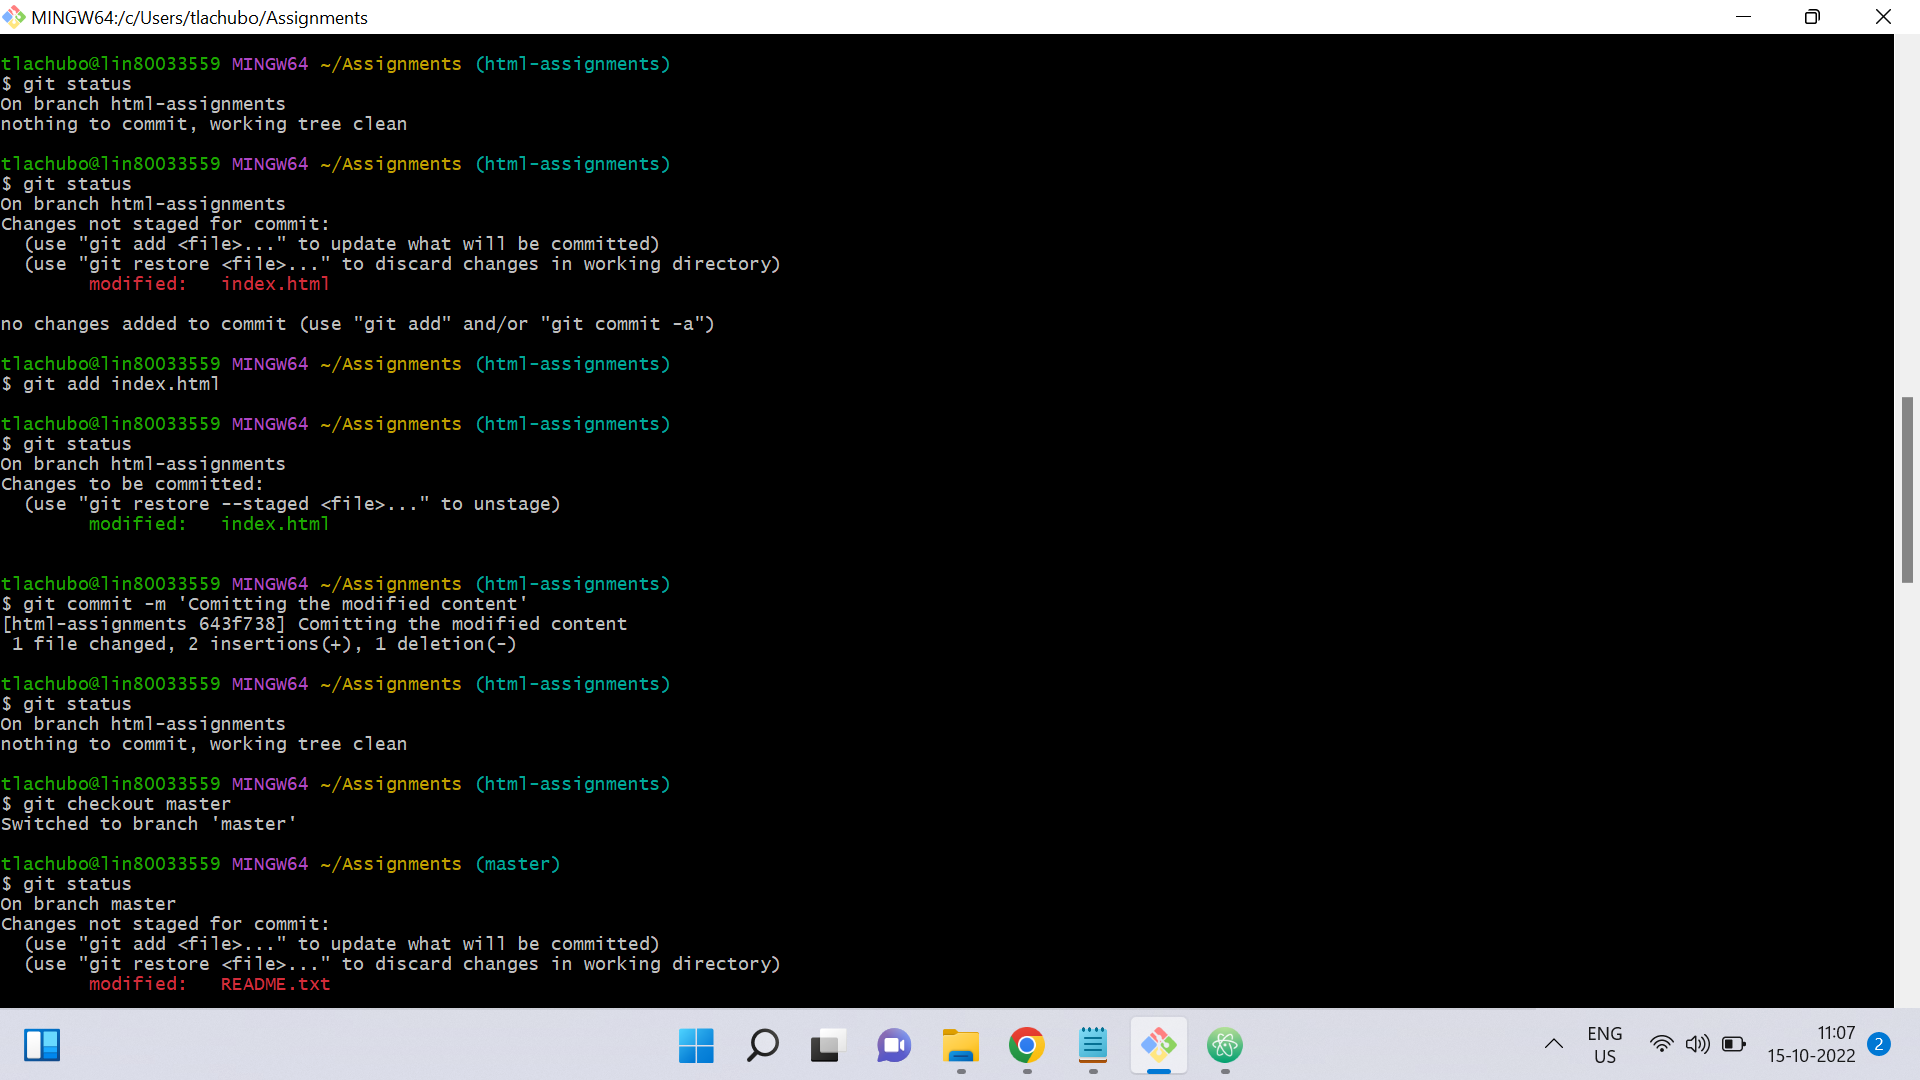 MINGW64:/c/Users/tlachubo/Assignments
tlachubo@lin80033559 MINGW64 ~/Assignments (html-assignments)
$ git status
On branch html-assignments
nothing to commit, working tree clean
tlachubo@lin80033559 MINGW64 ~/Assignments (html-assignments)
$ git status
On branch html-assignments
Changes not staged for commit:
  (use "git add <file>..." to update what will be committed)
  (use "git restore <file>..." to discard changes in working directory)
        modified:   index.html
no changes added to commit (use "git add" and/or "git commit -a")
tlachubo@lin80033559 MINGW64 ~/Assignments (html-assignments)
$ git add index.html
tlachubo@lin80033559 MINGW64 ~/Assignments (html-assignments)
$ git status
On branch html-assignments
Changes to be committed:
  (use "git restore --staged <file>..." to unstage)
        modified:   index.html
tlachubo@lin80033559 MINGW64 ~/Assignments (html-assignments)
$ git commit -m 'Comitting the modified content'
[html-assignments 643f738] Comitting the modified content
 1 file changed, 2 insertions(+), 1 deletion(-)
tlachubo@lin80033559 MINGW64 ~/Assignments (html-assignments)
$ git status
On branch html-assignments
nothing to commit, working tree clean
tlachubo@lin80033559 MINGW64 ~/Assignments (html-assignments)
$ git checkout master
Switched to branch 'master'
tlachubo@lin80033559 MINGW64 ~/Assignments (master)
$ git status
On branch master
Changes not staged for commit:
  (use "git add <file>..." to update what will be committed)
  (use "git restore <file>..." to discard changes in working directory)
        modified:   README.txt
ENG
US
11:07
15-10-2022
2